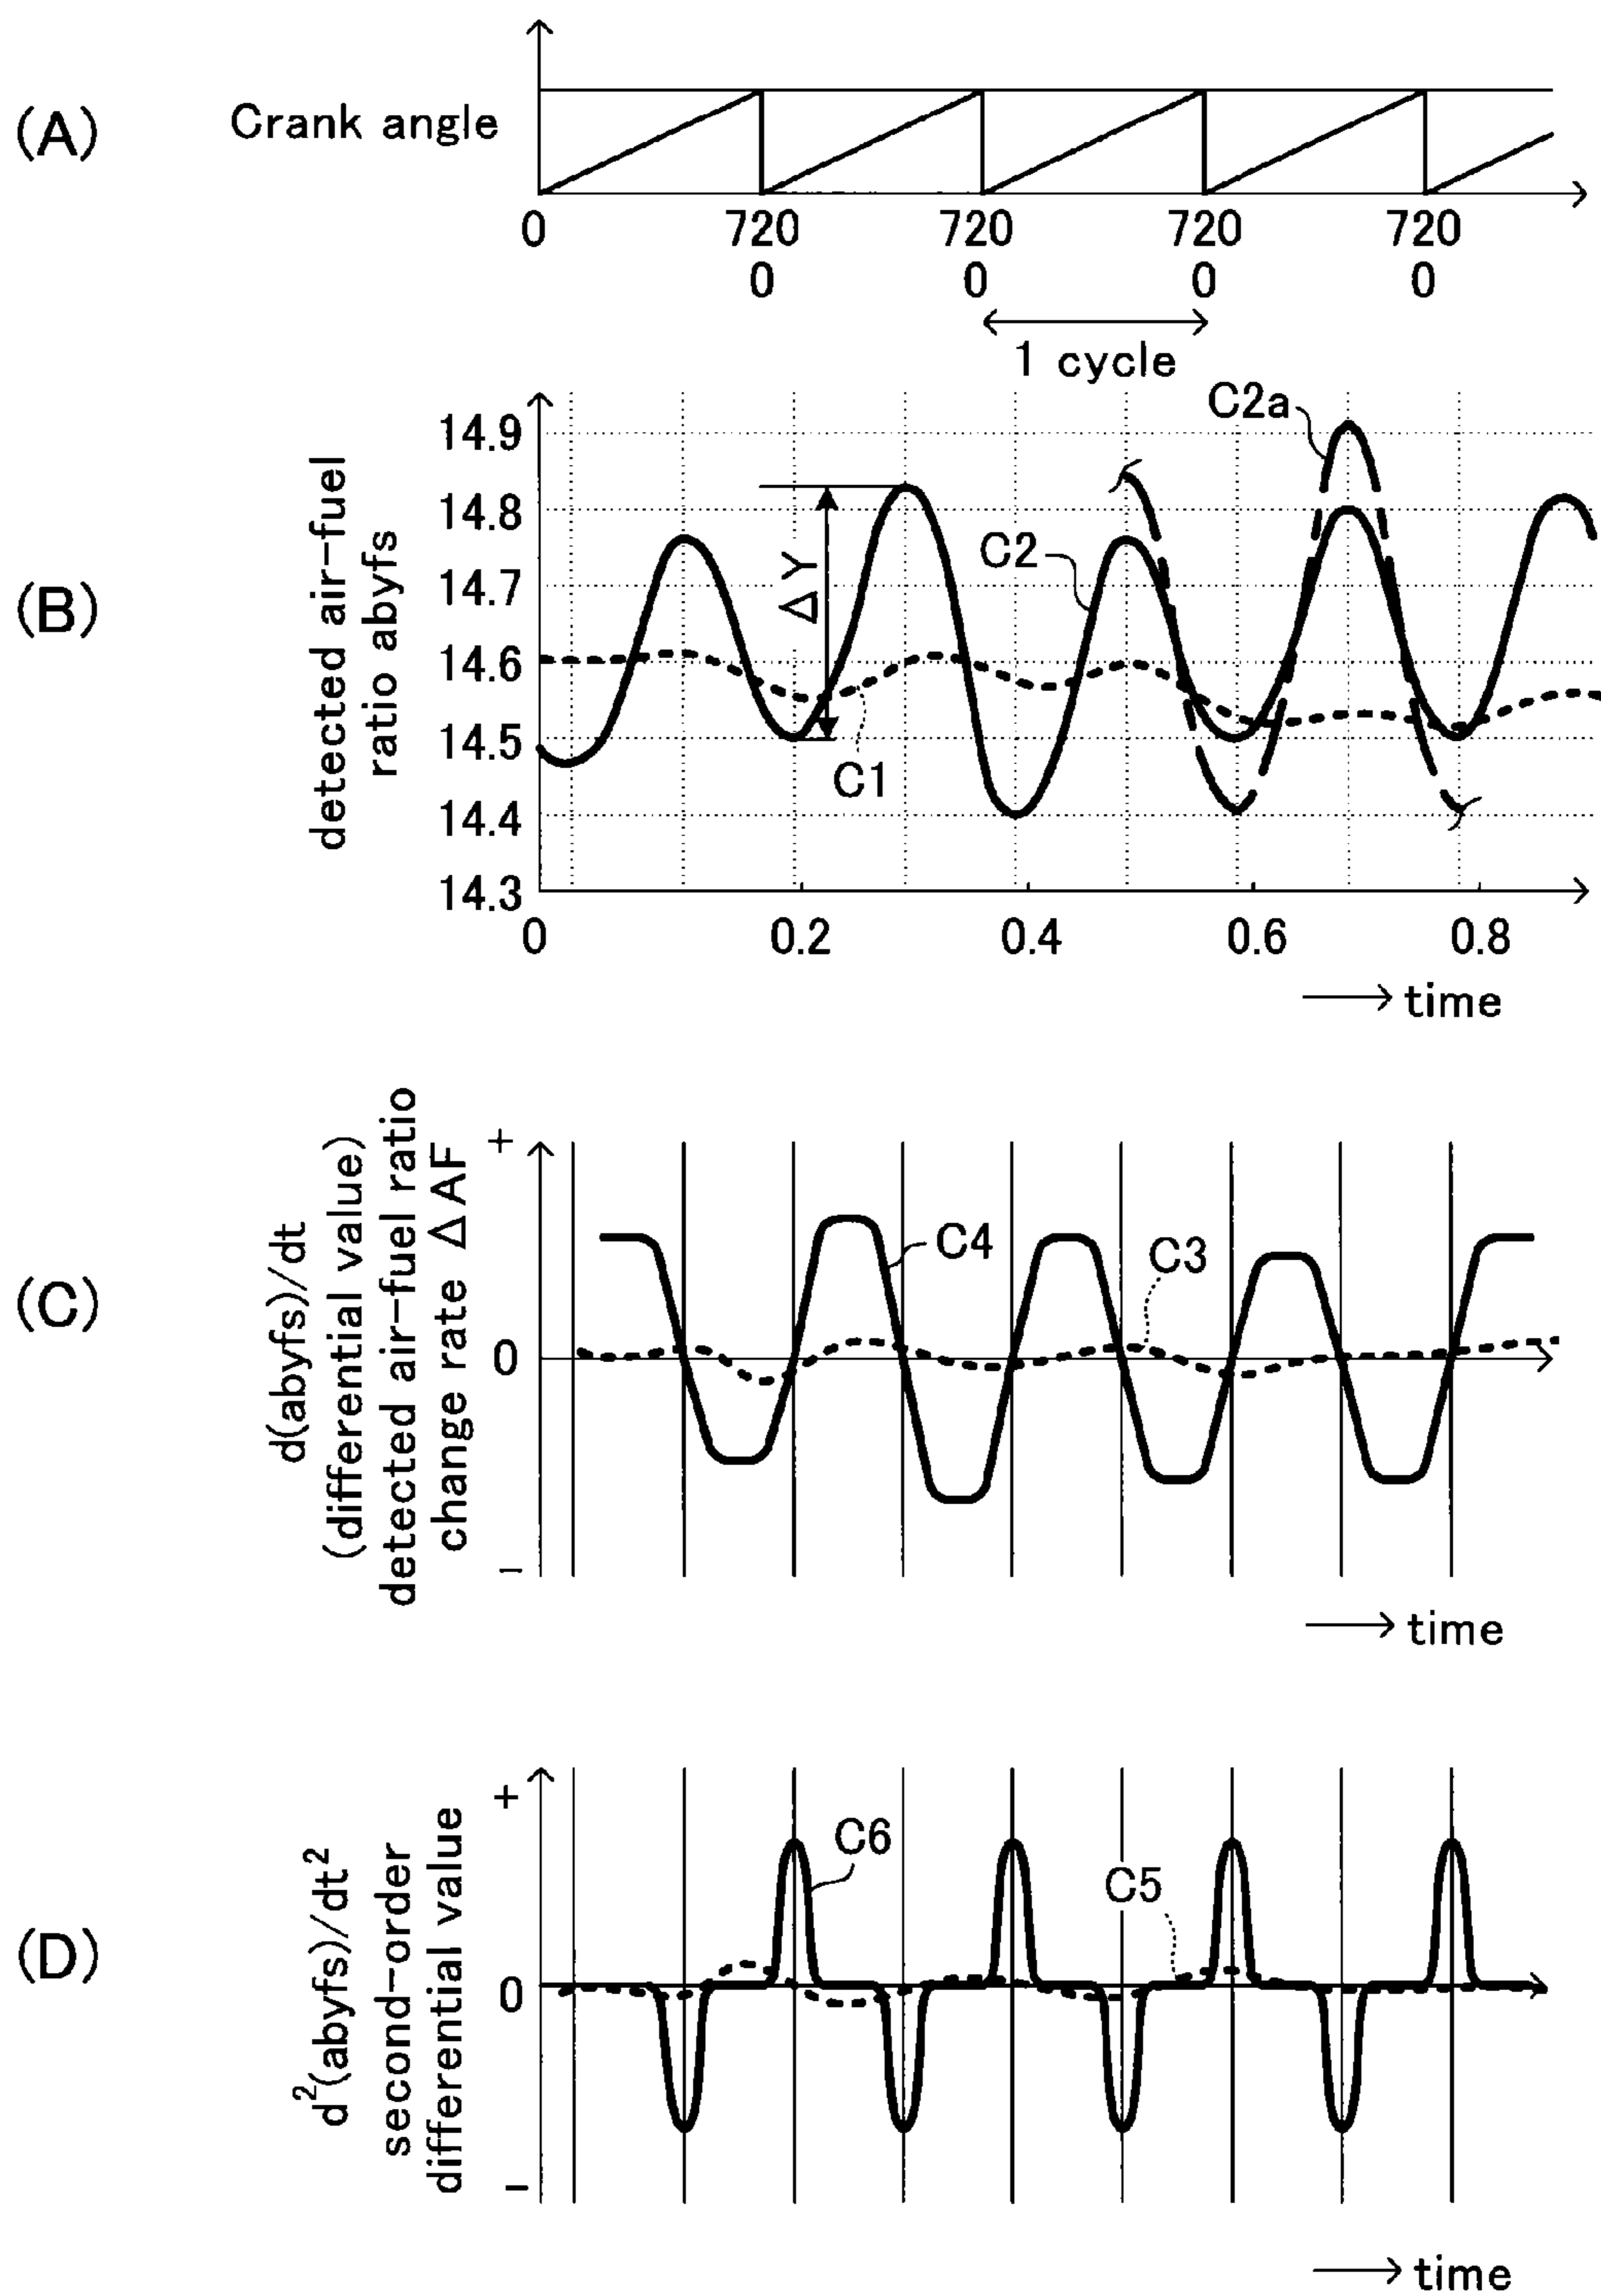 (A)
Crank angle
0 720 720 720 720
0 0 0 0
1 cycle
(B)
detected air-fuel
ratio abyfs
14.9
14.8
14.7
14.6
14.5
14.4
14.3
C2a
C2
ΔY
C1
0 0.2 0.4 0.6 0.8
time
(C)
d(abyfs)/dt
(differential value)
detected air-fuel ratio
change rate ΔAF
+
0
−
C4
C3
time
(D)
d²(abyfs)/dt²
second-order
differential value
+
0
−
C6
C5
time